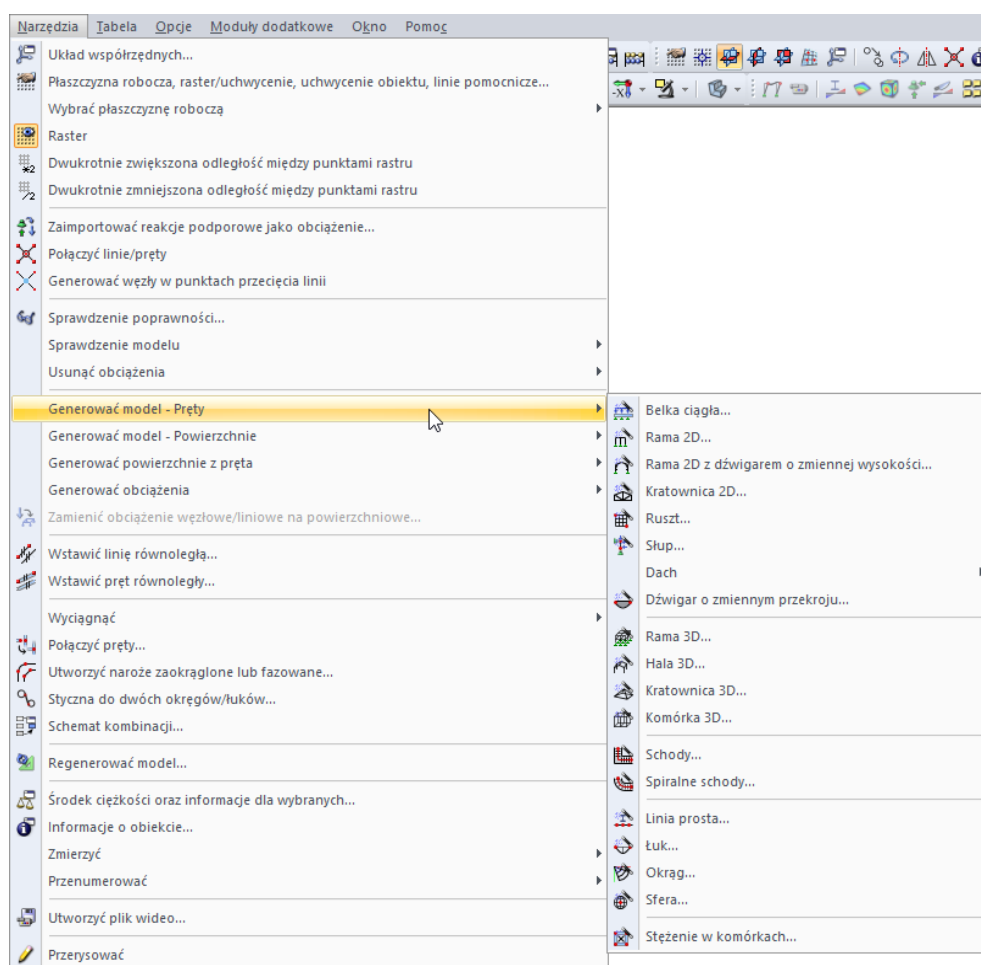 Narzędzia Tabela Opcje Moduły dodatkowe Okno Pomoc
Układ współrzędnych...
Płaszczyzna robocza, raster/uchwycenie, uchwycenie obiektu, linie pomocnicze...
Wybrać płaszczyznę roboczą
Raster
Dwukrotnie zwiększona odległość między punktami rastru
Dwukrotnie zmniejszona odległość między punktami rastru
Zaimportować reakcje podporowe jako obciążenie...
Połączyć linie/pręty
Generować węzły w punktach przecięcia linii
Sprawdzenie poprawności...
Sprawdzenie modelu
Usunąć obciążenia
Generować model - Pręty
Generować model - Powierzchnie
Generować powierzchnie z pręta
Generować obciążenia
Zamienić obciążenie węzłowe/liniowe na powierzchniowe...
Wstawić linię równoległą...
Wstawić pręt równoległy...
Wyciągnąć
Połączyć pręty...
Utworzyć naroże zaokrąglone lub fazowane...
Styczna do dwóch okręgów/łuków...
Schemat kombinacji...
Regenerować model...
Środek ciężkości oraz informacje dla wybranych...
Informacje o obiekcie...
Zmierzyć
Przenumerować
Utworzyć plik wideo...
Przerysować
Belka ciągła...
Rama 2D...
Rama 2D z dźwigarem o zmiennej wysokości...
Kratownica 2D...
Ruszt...
Słup...
Dach
Dźwigar o zmiennym przekroju...
Rama 3D...
Hala 3D...
Kratownica 3D...
Komórka 3D...
Schody...
Spiralne schody...
Linia prosta...
Łuk...
Okrąg...
Sfera...
Stężenie w komórkach...